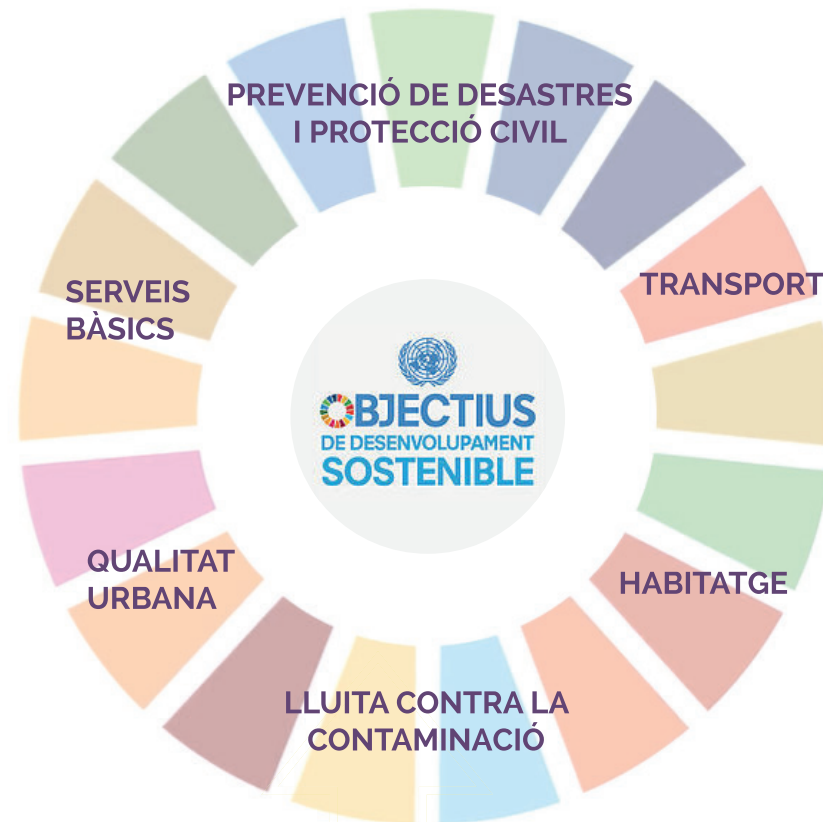 PREVENCIÓ DE DESASTRES
I PROTECCIÓ CIVIL
SERVEIS
BÀSICS
TRANSPORT
OBJECTIUS
DE DESENVOLUPAMENT
SOSTENIBLE
QUALITAT
URBANA
HABITATGE
LLUITA CONTRA LA
CONTAMINACIÓ